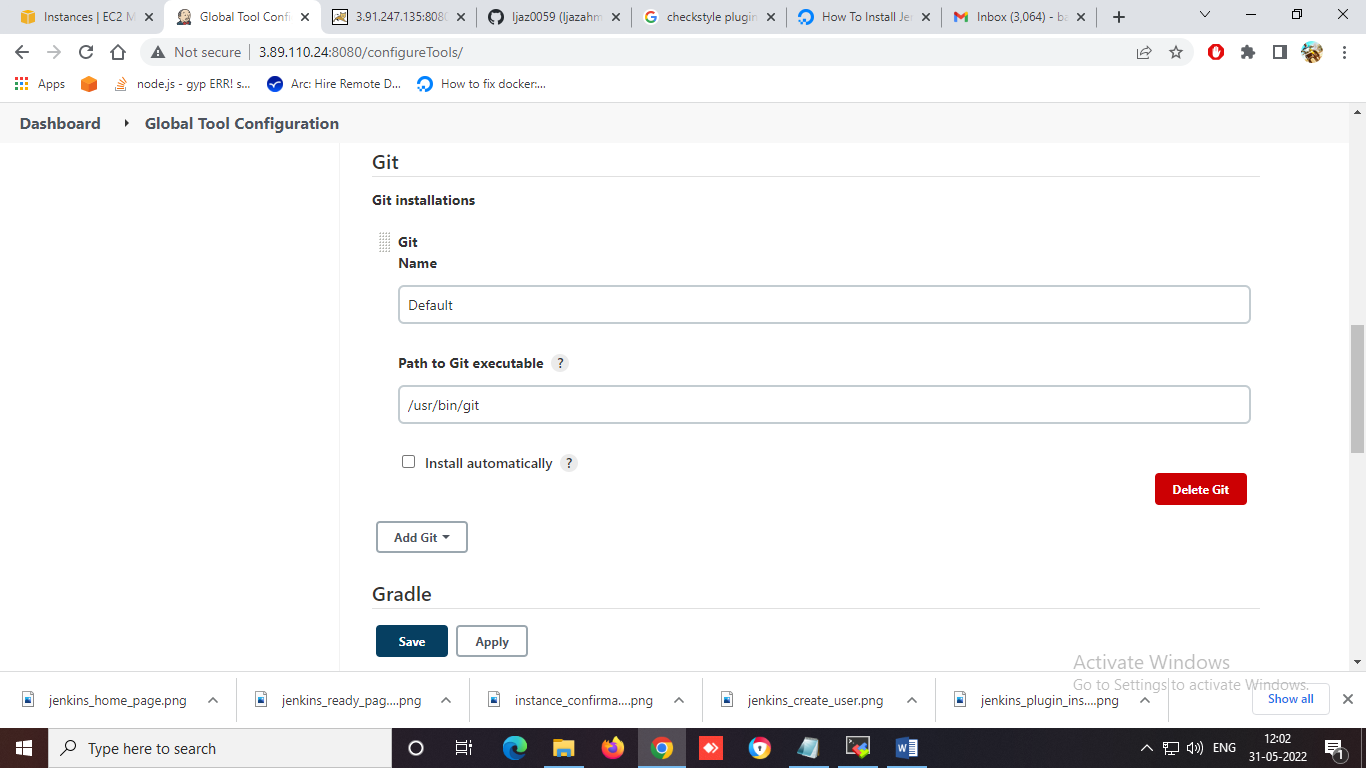 Instances | EC2 M
Global Tool Confi
3.91.247.135:808
Ijaz0059 (Ijazahm
checkstyle plugin
How To Install Je
Inbox (3,064) - ba
Not secure
3.89.110.24:8080/configureTools/
Apps
node.js - gyp ERR! s...
Arc: Hire Remote D...
How to fix docker:...
Dashboard
Global Tool Configuration
Git
Git installations
Git
Name
Default
Path to Git executable ?
/usr/bin/git
Install automatically ?
Delete Git
Add Git
Gradle
Save
Apply
Activate Windows
Go to Settings to activate Windows.
jenkins_home_page.png
jenkins_ready_pag....png
instance_confirma....png
jenkins_create_user.png
jenkins_plugin_ins....png
Show all
Type here to search
ENG
12:02
31-05-2022
1